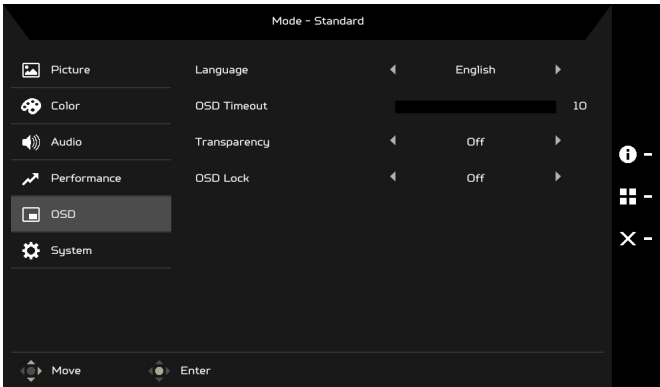 Mode - Standard
Picture
Language English
Color
OSD Timeout 10
Audio
Transparency Off
Performance
OSD Lock Off
OSD
System
Move Enter